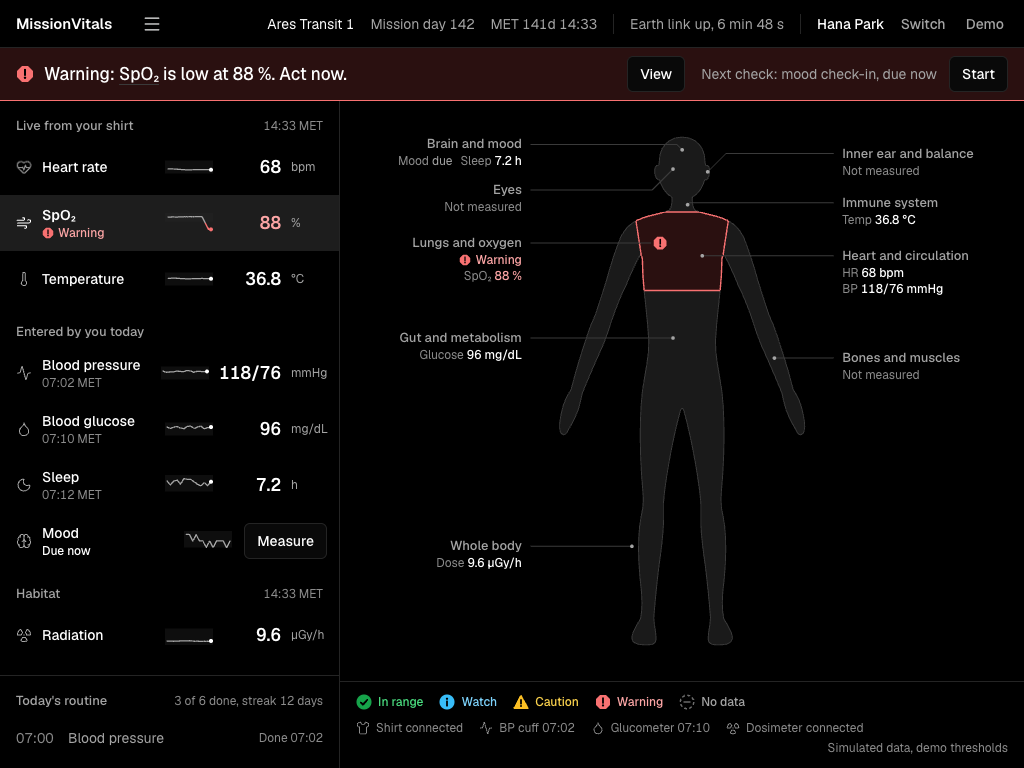 MissionVitals
Ares Transit 1 Mission day 142 MET 141d 14:33 Earth link up, 6 min 48 s Hana Park Switch Demo
Warning: SpO₂ is low at 88 %. Act now. View Next check: mood check-in, due now Start
Live from your shirt 14:33 MET
Heart rate 68 bpm
SpO₂ 88 %
Warning
Temperature 36.8 °C
Entered by you today
Blood pressure 118/76 mmHg
07:02 MET
Blood glucose 96 mg/dL
07:10 MET
Sleep 7.2 h
07:12 MET
Mood Measure
Due now
Habitat 14:33 MET
Radiation 9.6 µGy/h
Today's routine 3 of 6 done, streak 12 days
07:00 Blood pressure Done 07:02
Brain and mood
Mood due Sleep 7.2 h
Eyes
Not measured
Lungs and oxygen
Warning
SpO₂ 88 %
Gut and metabolism
Glucose 96 mg/dL
Whole body
Dose 9.6 µGy/h
Inner ear and balance
Not measured
Immune system
Temp 36.8 °C
Heart and circulation
HR 68 bpm
BP 118/76 mmHg
Bones and muscles
Not measured
In range Watch Caution Warning No data
Shirt connected BP cuff 07:02 Glucometer 07:10 Dosimeter connected
Simulated data, demo thresholds